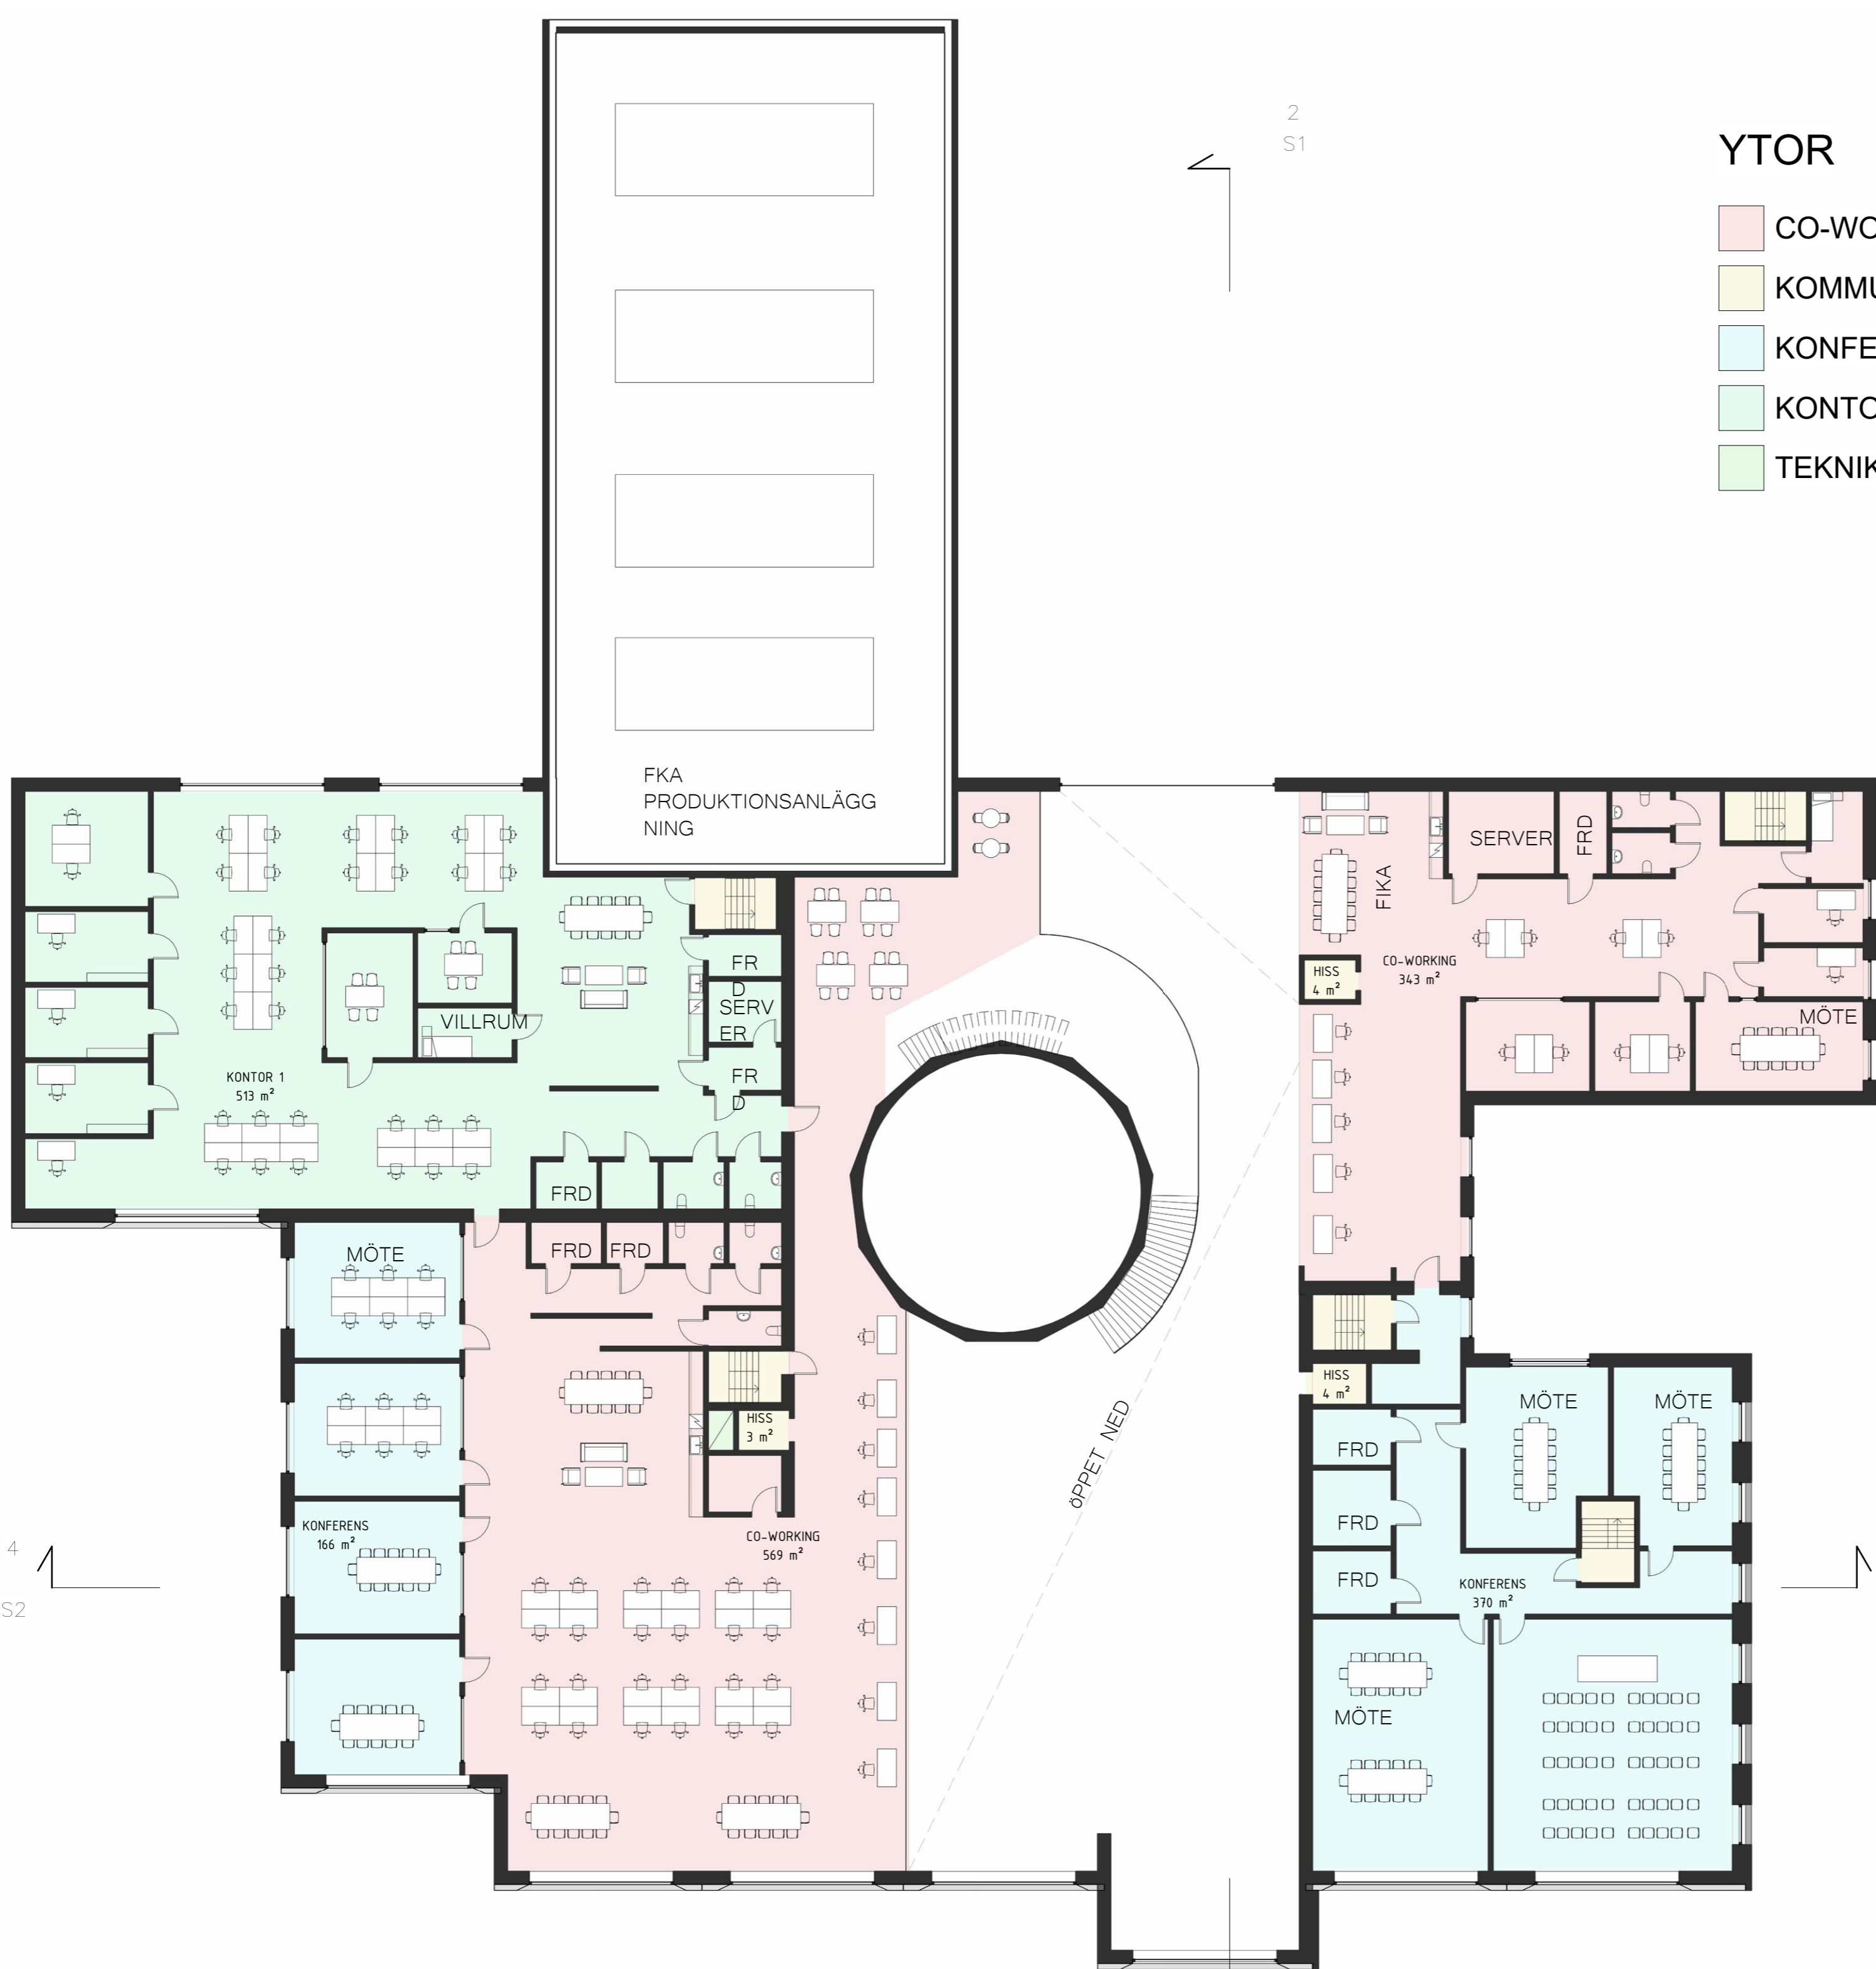 2
S1
YTOR
CO-WO
KOMMU
KONFE
KONTO
TEKNIK
FKA
PRODUKTIONSANLÄGG
NING
SERVER
FRD
FIKA
HISS
4 m²
CO-WORKING
343 m²
MÖTE
FR
D
SERV
ER
FR
D
VILLRUM
KONTOR 1
513 m²
FRD
MÖTE
FRD
FRD
HISS
3 m²
HISS
4 m²
MÖTE
MÖTE
ÖPPET NED
FRD
FRD
FRD
KONFERENS
166 m²
CO-WORKING
569 m²
KONFERENS
370 m²
4
S2
MÖTE